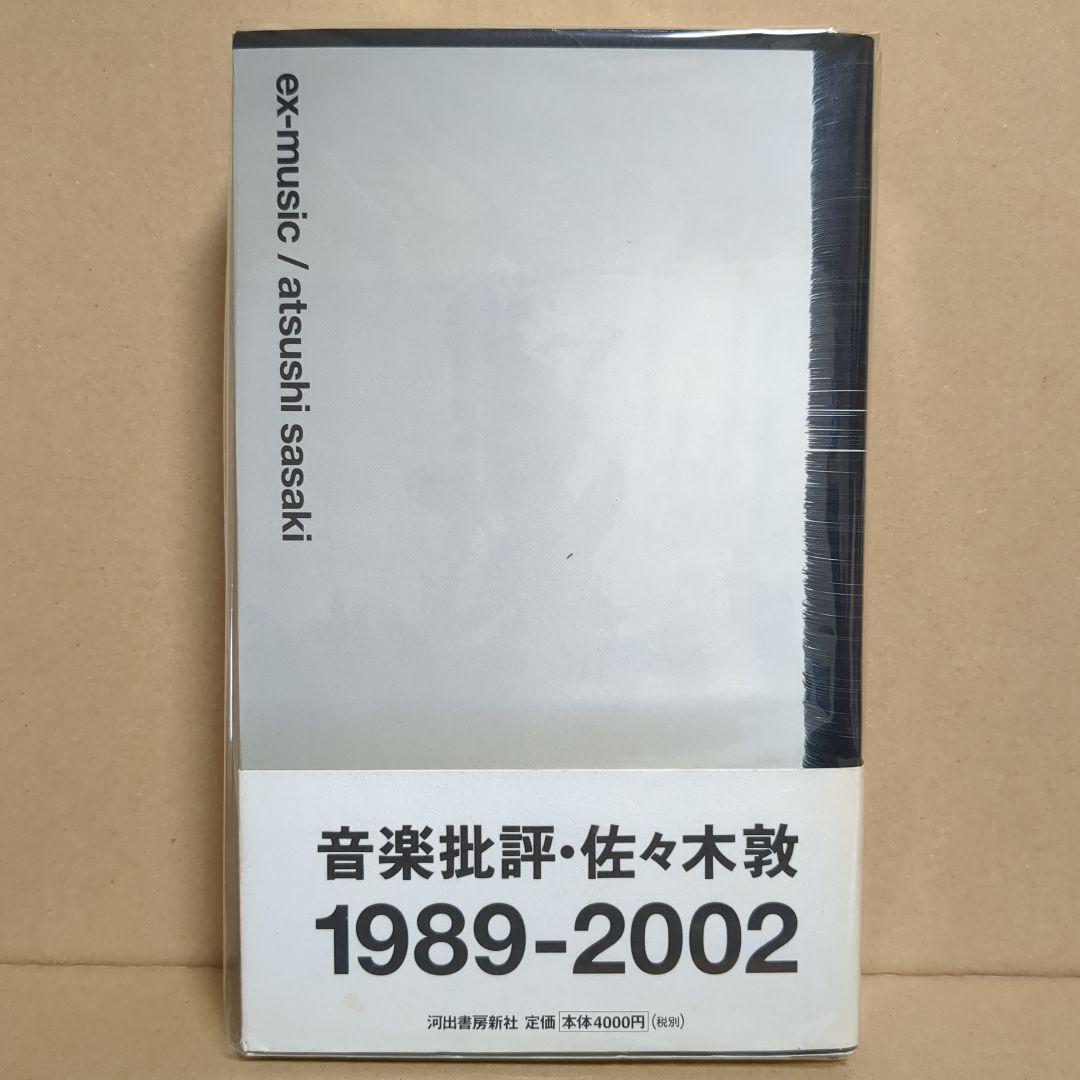 ex-music / atsushi sasaki
音楽批評・佐々木敦
1989-2002
河出書房新社 定価 本体4000円 (税別)